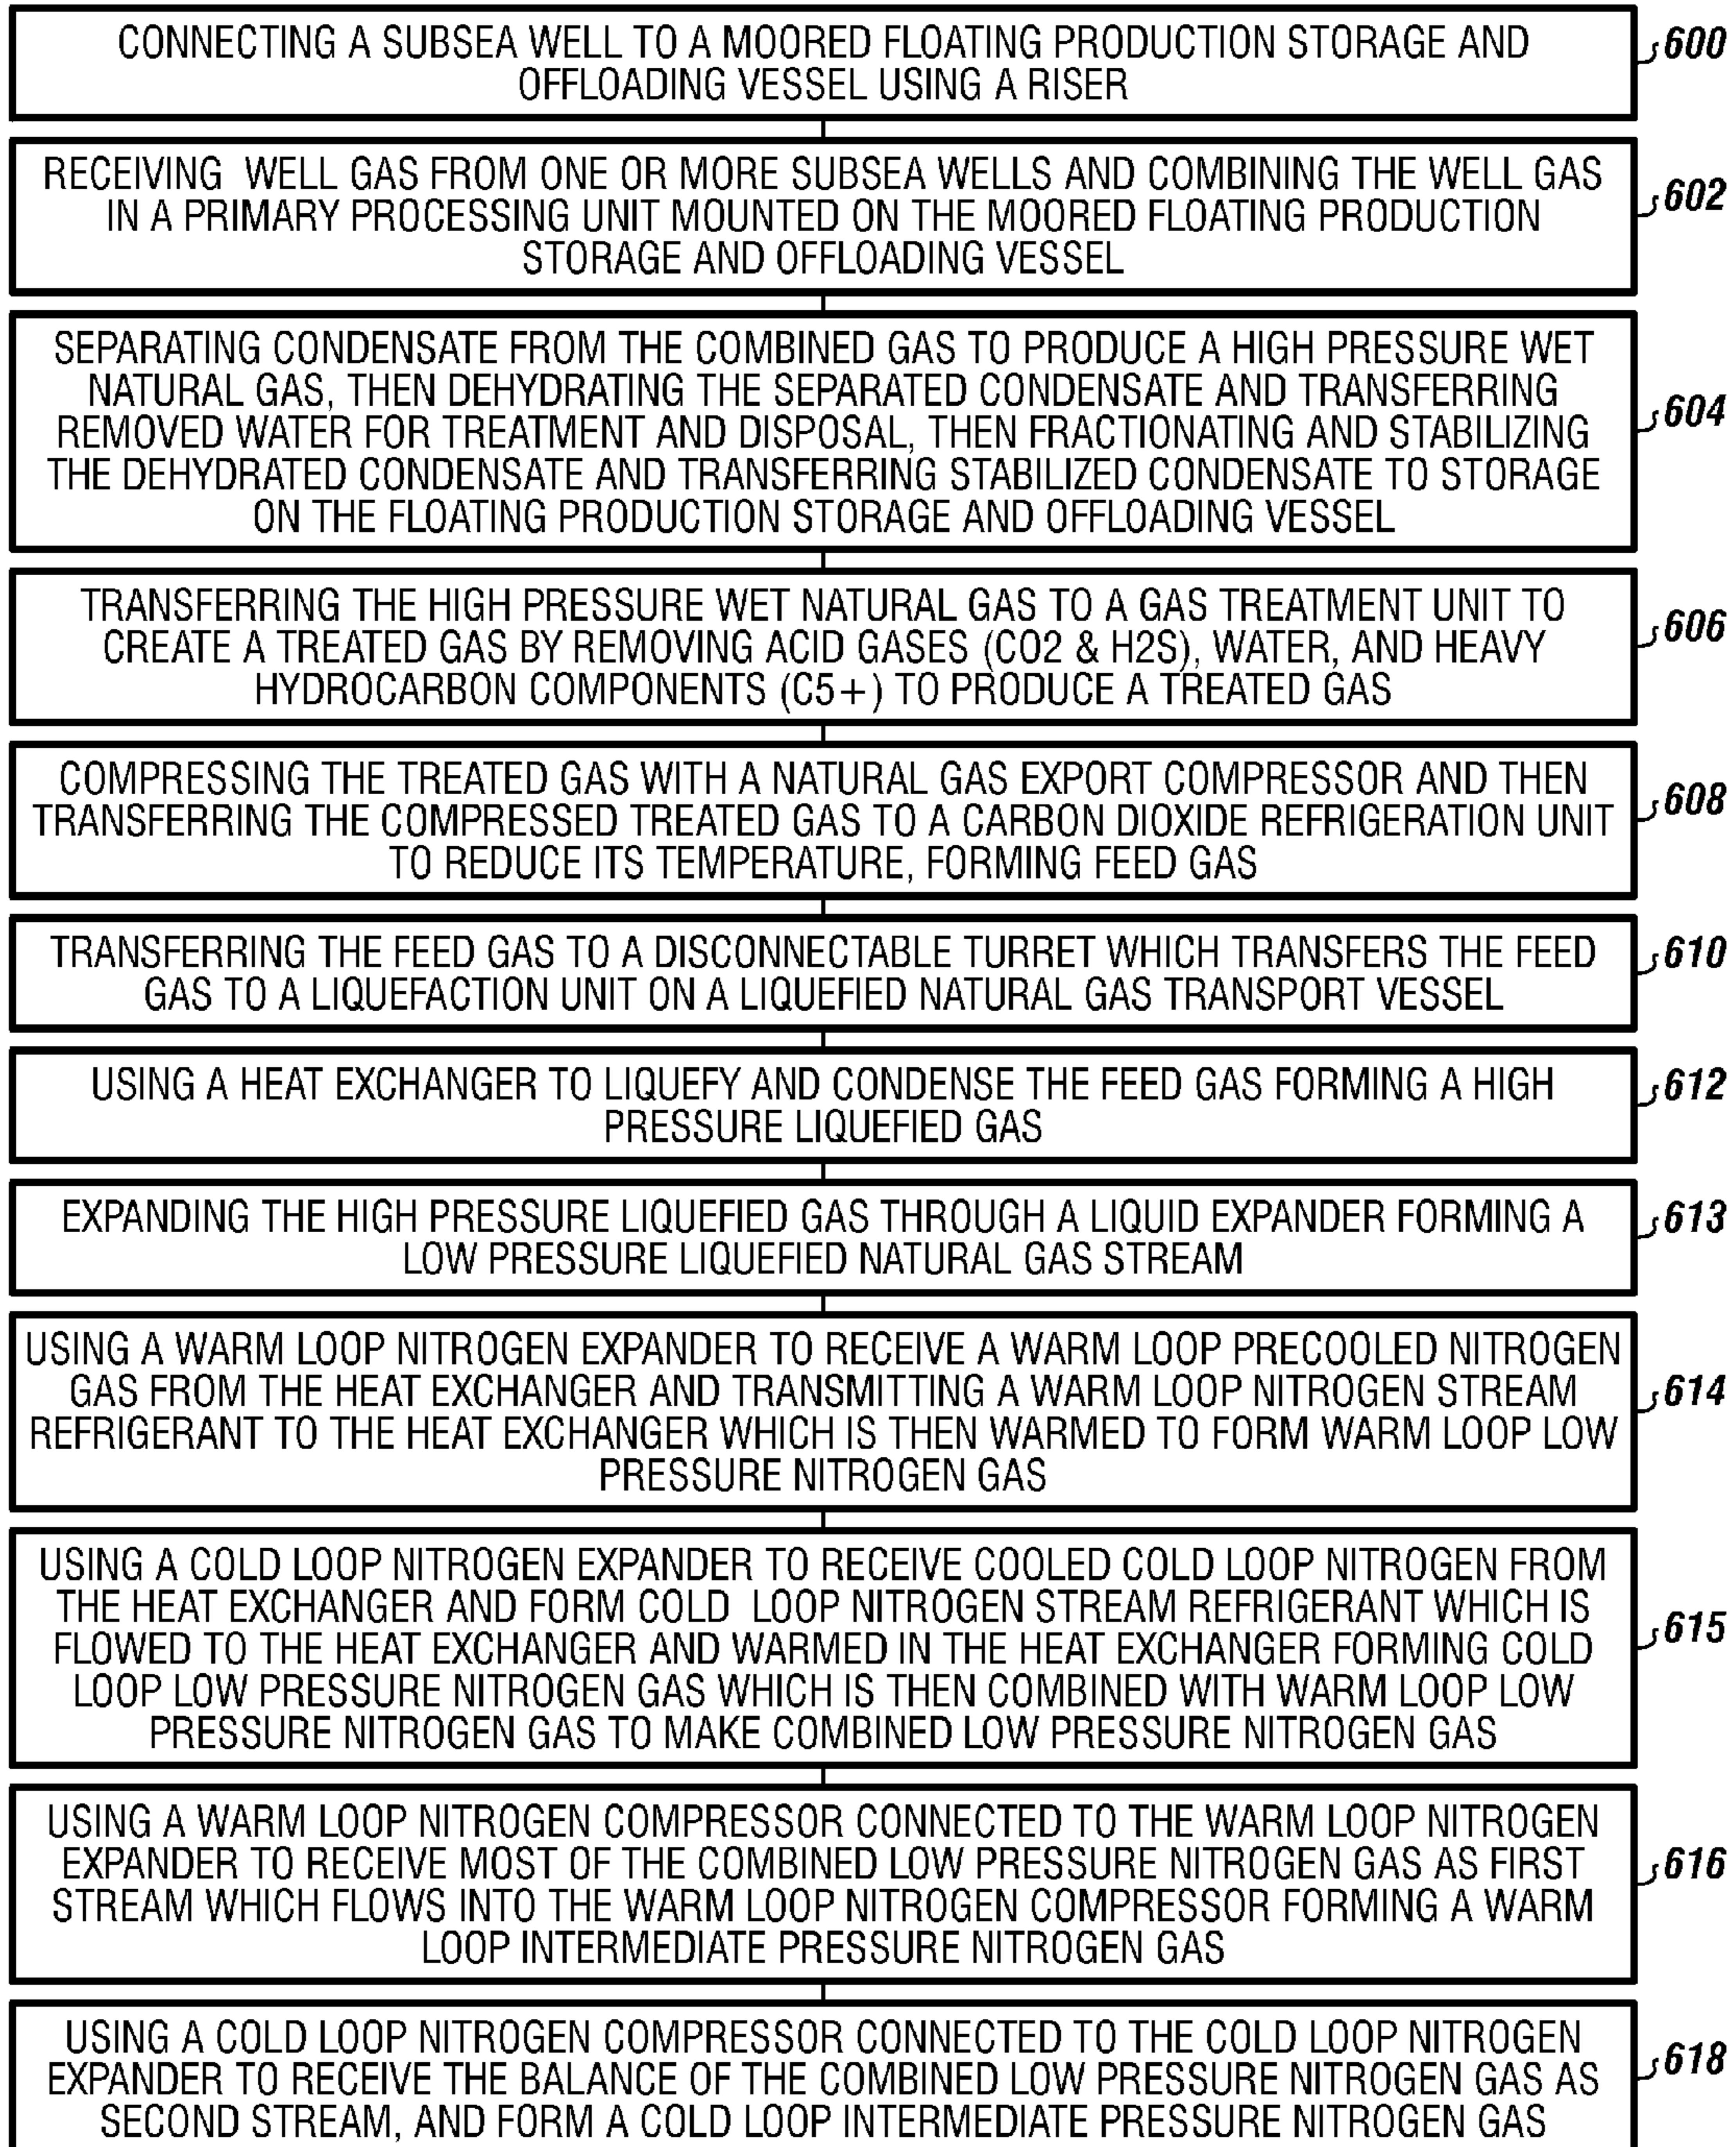 CONNECTING A SUBSEA WELL TO A MOORED FLOATING PRODUCTION STORAGE AND
OFFLOADING VESSEL USING A RISER
600
RECEIVING WELL GAS FROM ONE OR MORE SUBSEA WELLS AND COMBINING THE WELL GAS
IN A PRIMARY PROCESSING UNIT MOUNTED ON THE MOORED FLOATING PRODUCTION
STORAGE AND OFFLOADING VESSEL
602
SEPARATING CONDENSATE FROM THE COMBINED GAS TO PRODUCE A HIGH PRESSURE WET
NATURAL GAS, THEN DEHYDRATING THE SEPARATED CONDENSATE AND TRANSFERRING
REMOVED WATER FOR TREATMENT AND DISPOSAL, THEN FRACTIONATING AND STABILIZING
THE DEHYDRATED CONDENSATE AND TRANSFERRING STABILIZED CONDENSATE TO STORAGE
ON THE FLOATING PRODUCTION STORAGE AND OFFLOADING VESSEL
604
TRANSFERRING THE HIGH PRESSURE WET NATURAL GAS TO A GAS TREATMENT UNIT TO
CREATE A TREATED GAS BY REMOVING ACID GASES (CO2 & H2S), WATER, AND HEAVY
HYDROCARBON COMPONENTS (C5+) TO PRODUCE A TREATED GAS
606
COMPRESSING THE TREATED GAS WITH A NATURAL GAS EXPORT COMPRESSOR AND THEN
TRANSFERRING THE COMPRESSED TREATED GAS TO A CARBON DIOXIDE REFRIGERATION UNIT
TO REDUCE ITS TEMPERATURE, FORMING FEED GAS
608
TRANSFERRING THE FEED GAS TO A DISCONNECTABLE TURRET WHICH TRANSFERS THE FEED
GAS TO A LIQUEFACTION UNIT ON A LIQUEFIED NATURAL GAS TRANSPORT VESSEL
610
USING A HEAT EXCHANGER TO LIQUEFY AND CONDENSE THE FEED GAS FORMING A HIGH
PRESSURE LIQUEFIED GAS
612
EXPANDING THE HIGH PRESSURE LIQUEFIED GAS THROUGH A LIQUID EXPANDER FORMING A
LOW PRESSURE LIQUEFIED NATURAL GAS STREAM
613
USING A WARM LOOP NITROGEN EXPANDER TO RECEIVE A WARM LOOP PRECOOLED NITROGEN
GAS FROM THE HEAT EXCHANGER AND TRANSMITTING A WARM LOOP NITROGEN STREAM
REFRIGERANT TO THE HEAT EXCHANGER WHICH IS THEN WARMED TO FORM WARM LOOP LOW
PRESSURE NITROGEN GAS
614
USING A COLD LOOP NITROGEN EXPANDER TO RECEIVE COOLED COLD LOOP NITROGEN FROM
THE HEAT EXCHANGER AND FORM COLD LOOP NITROGEN STREAM REFRIGERANT WHICH IS
FLOWED TO THE HEAT EXCHANGER AND WARMED IN THE HEAT EXCHANGER FORMING COLD
LOOP LOW PRESSURE NITROGEN GAS WHICH IS THEN COMBINED WITH WARM LOOP LOW
PRESSURE NITROGEN GAS TO MAKE COMBINED LOW PRESSURE NITROGEN GAS
615
USING A WARM LOOP NITROGEN COMPRESSOR CONNECTED TO THE WARM LOOP NITROGEN
EXPANDER TO RECEIVE MOST OF THE COMBINED LOW PRESSURE NITROGEN GAS AS FIRST
STREAM WHICH FLOWS INTO THE WARM LOOP NITROGEN COMPRESSOR FORMING A WARM
LOOP INTERMEDIATE PRESSURE NITROGEN GAS
616
USING A COLD LOOP NITROGEN COMPRESSOR CONNECTED TO THE COLD LOOP NITROGEN
EXPANDER TO RECEIVE THE BALANCE OF THE COMBINED LOW PRESSURE NITROGEN GAS AS
SECOND STREAM, AND FORM A COLD LOOP INTERMEDIATE PRESSURE NITROGEN GAS
618